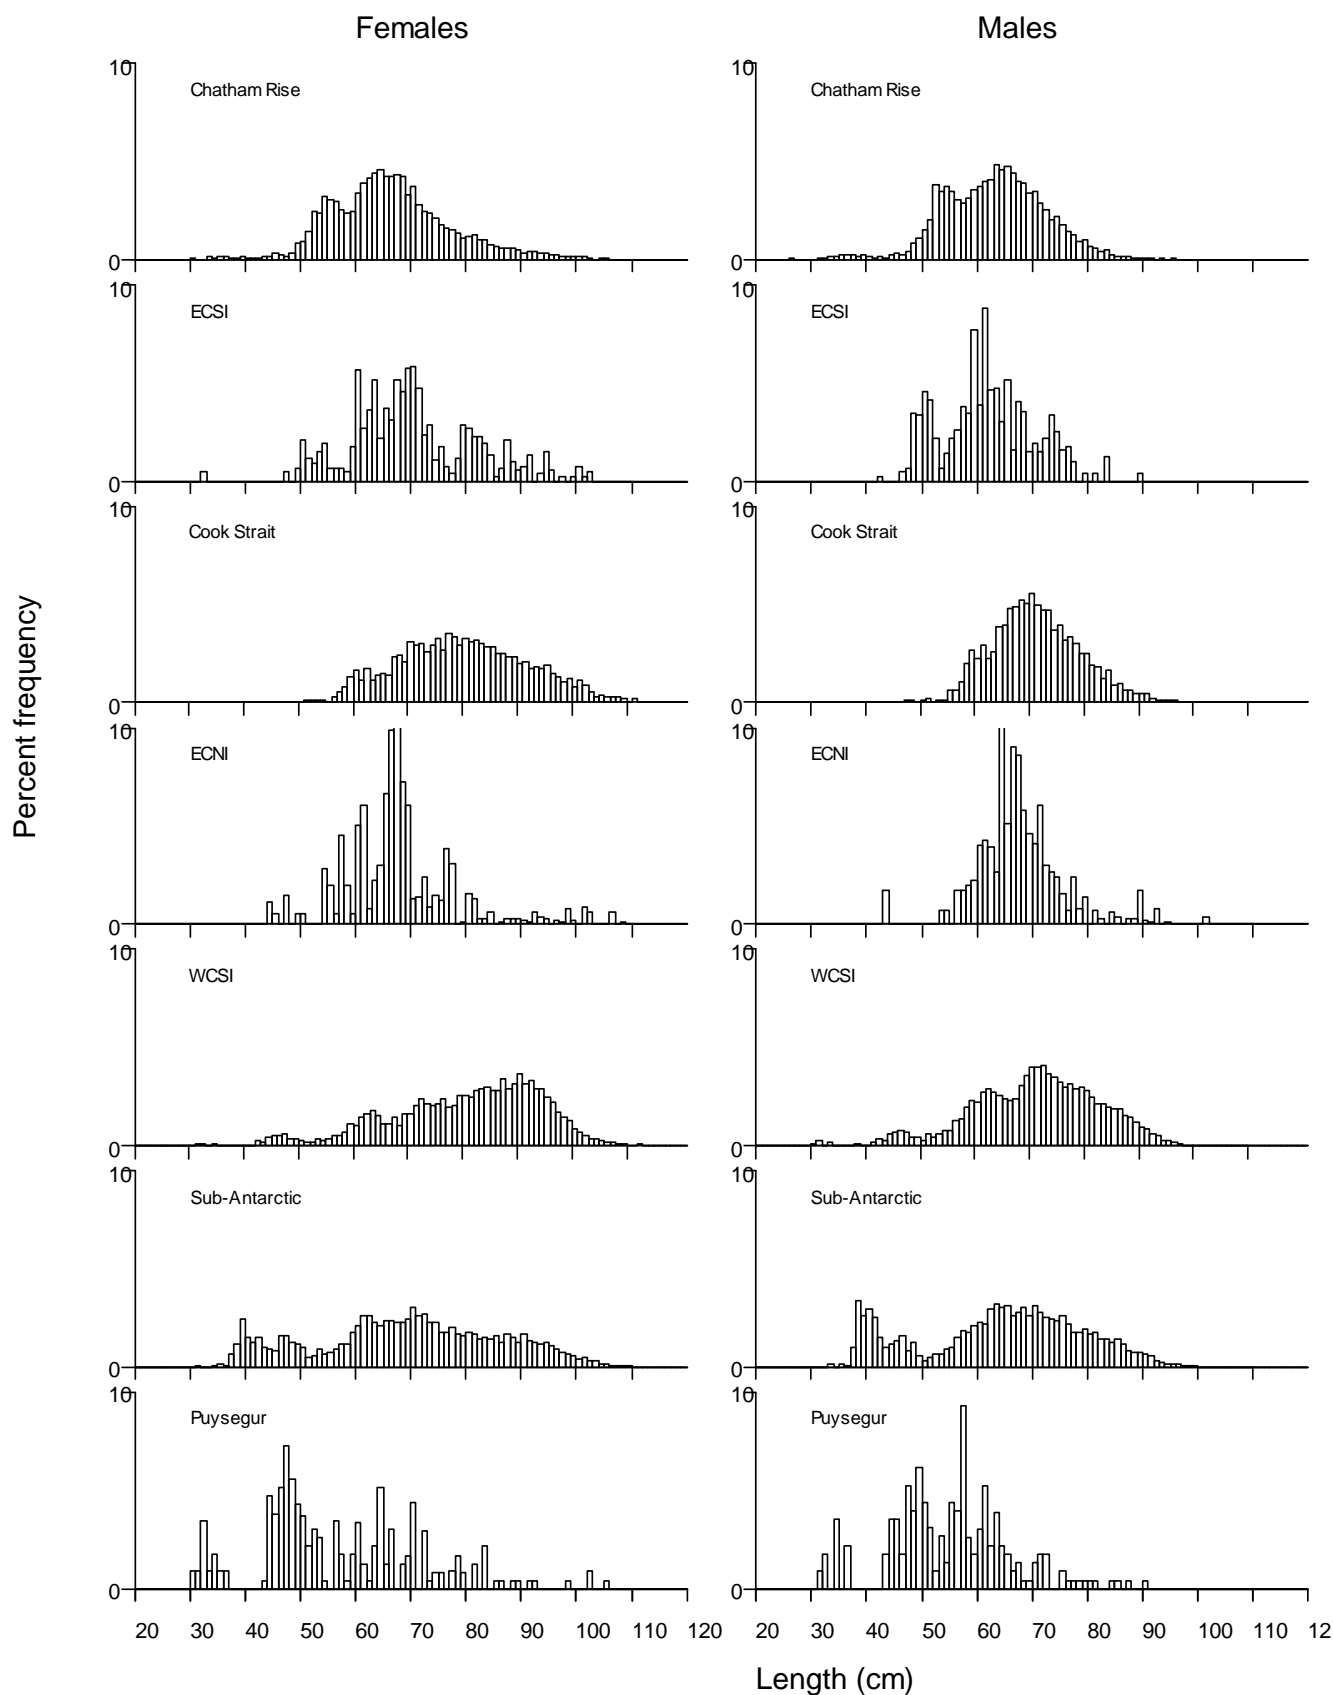 Females Males
10 10
Chatham Rise Chatham Rise
0 0
10 10
ECSI ECSI
0 0
10 10
Cook Strait Cook Strait
0 0
Percent frequency
10 10
ECNI ECNI
0 0
10 10
WCSI WCSI
0 0
10 10
Sub-Antarctic Sub-Antarctic
0 0
10 10
Puysegur Puysegur
0 0
20 30 40 50 60 70 80 90 100 110 120 20 30 40 50 60 70 80 90 100 110 12
Length (cm)